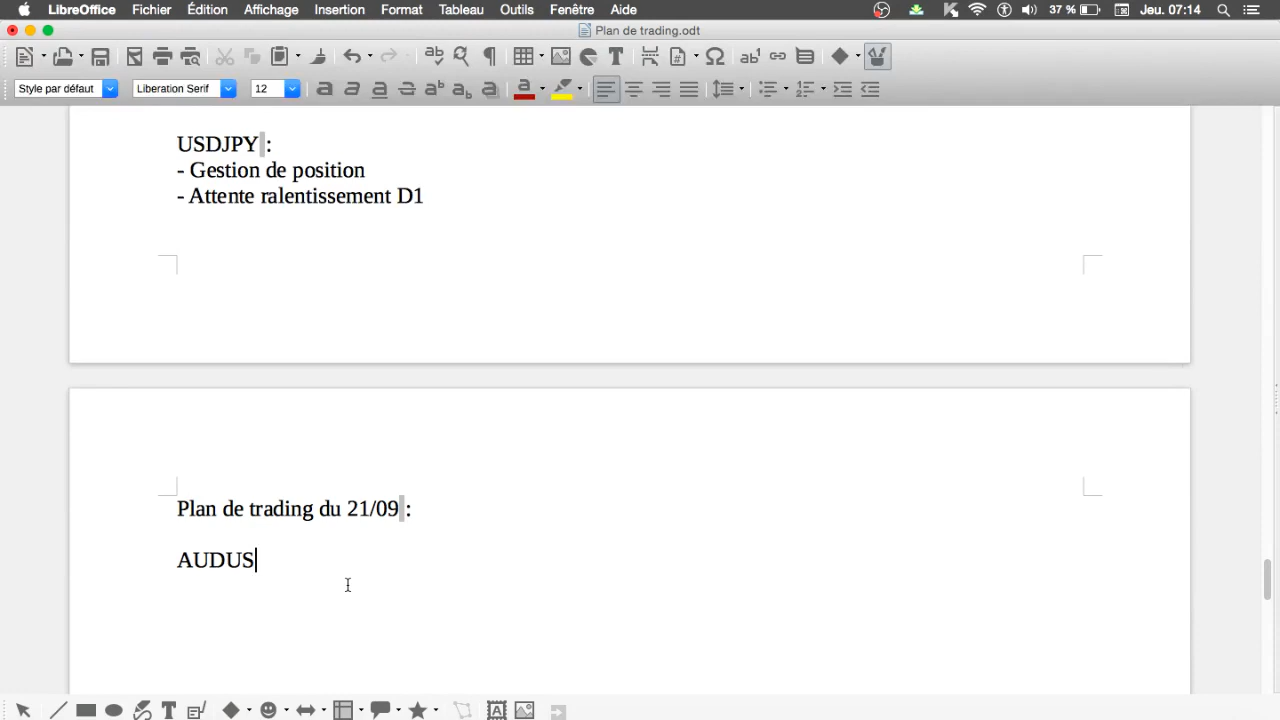 LibreOffice Fichier Édition Affichage Insertion Format Tableau Outils Fenêtre Aide 37 % Jeu. 07:14
Plan de trading.odt
Style par défaut Liberation Serif 12
USDJPY :
- Gestion de position
- Attente ralentissement D1
Plan de trading du 21/09 :
AUDUS